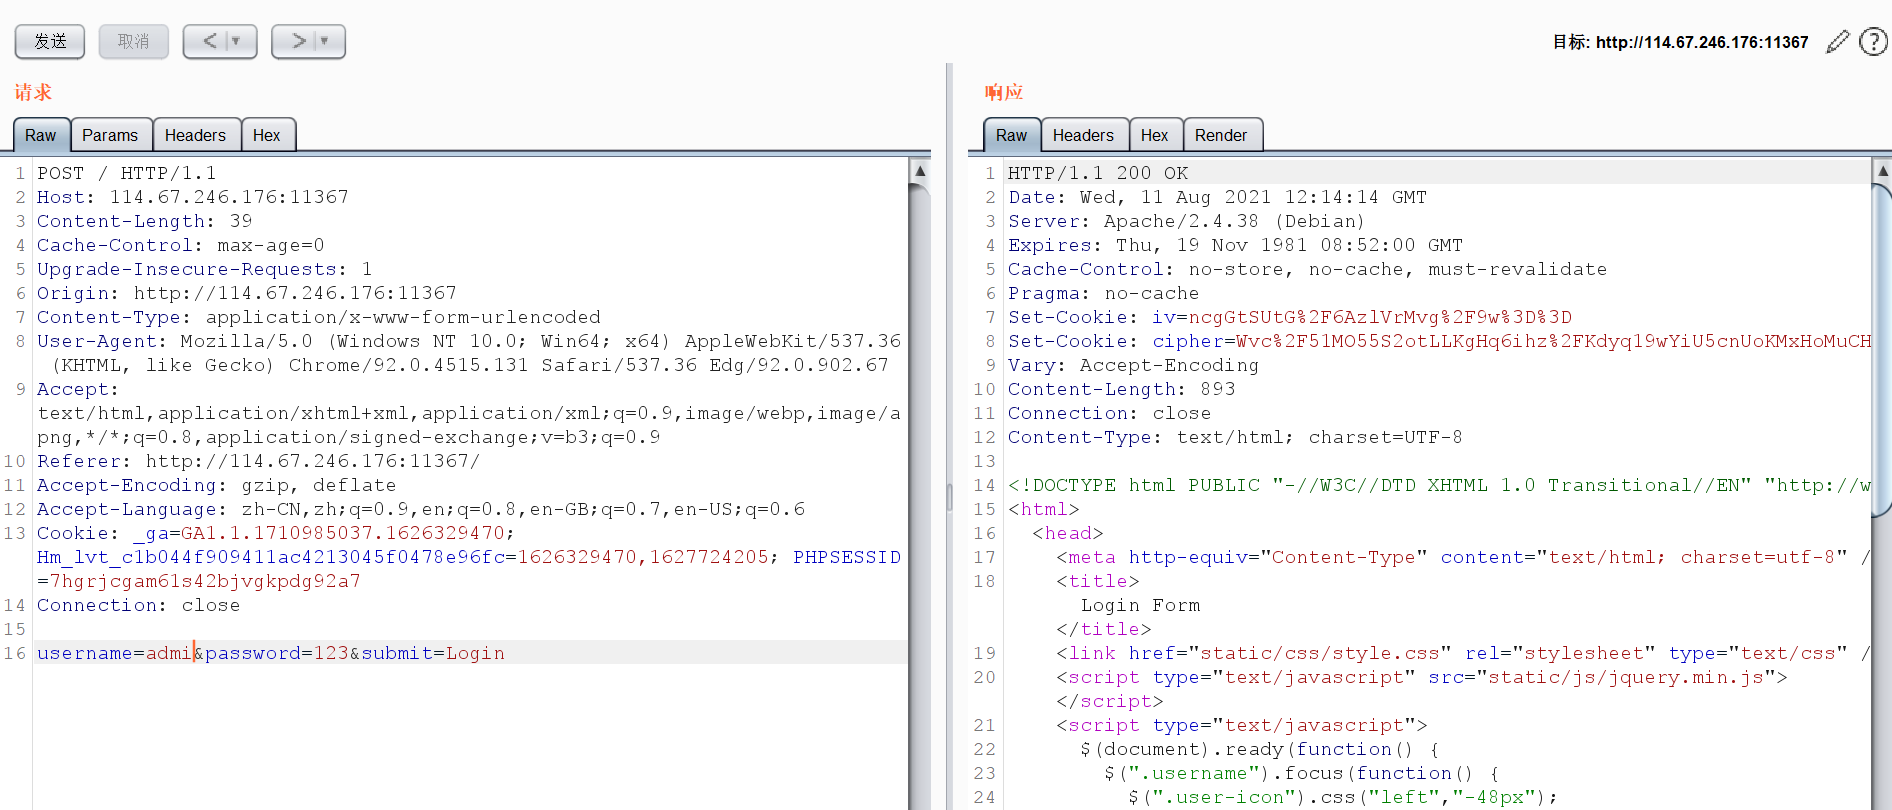 发送 取消 < ▼ > ▼ 目标: http://114.67.246.176:11367 ?
请求
Raw Params Headers Hex
1 POST / HTTP/1.1
2 Host: 114.67.246.176:11367
3 Content-Length: 39
4 Cache-Control: max-age=0
5 Upgrade-Insecure-Requests: 1
6 Origin: http://114.67.246.176:11367
7 Content-Type: application/x-www-form-urlencoded
8 User-Agent: Mozilla/5.0 (Windows NT 10.0; Win64; x64) AppleWebKit/537.36
(KHTML, like Gecko) Chrome/92.0.4515.131 Safari/537.36 Edg/92.0.902.67
9 Accept:
text/html,application/xhtml+xml,application/xml;q=0.9,image/webp,image/a
png,*/*;q=0.8,application/signed-exchange;v=b3;q=0.9
10 Referer: http://114.67.246.176:11367/
11 Accept-Encoding: gzip, deflate
12 Accept-Language: zh-CN,zh;q=0.9,en;q=0.8,en-GB;q=0.7,en-US;q=0.6
13 Cookie: _ga=GA1.1.1710985037.1626329470;
Hm_lvt_c1b044f909411ac4213045f0478e96fc=1626329470,1627724205; PHPSESSID
=7hgrjcgam61s42bjvgkpdg92a7
14 Connection: close
15
16 username=admi&password=123&submit=Login
响应
Raw Headers Hex Render
1 HTTP/1.1 200 OK
2 Date: Wed, 11 Aug 2021 12:14:14 GMT
3 Server: Apache/2.4.38 (Debian)
4 Expires: Thu, 19 Nov 1981 08:52:00 GMT
5 Cache-Control: no-store, no-cache, must-revalidate
6 Pragma: no-cache
7 Set-Cookie: iv=ncgGtSUtG%2F6AzlVrMvg%2F9w%3D%3D
8 Set-Cookie: cipher=Wvc%2F51MO55S2otLLKgHq6ihz%2FKdyq19wYiU5cnUoKMxHoMuCH
9 Vary: Accept-Encoding
10 Content-Length: 893
11 Connection: close
12 Content-Type: text/html; charset=UTF-8
13
14 <!DOCTYPE html PUBLIC "-//W3C//DTD XHTML 1.0 Transitional//EN" "http://w
15 <html>
16 <head>
17 <meta http-equiv="Content-Type" content="text/html; charset=utf-8" /
18 <title>
Login Form
</title>
19 <link href="static/css/style.css" rel="stylesheet" type="text/css" /
20 <script type="text/javascript" src="static/js/jquery.min.js">
</script>
21 <script type="text/javascript">
22 $(document).ready(function() {
23 $(".username").focus(function() {
24 $(".user-icon").css("left","-48px");